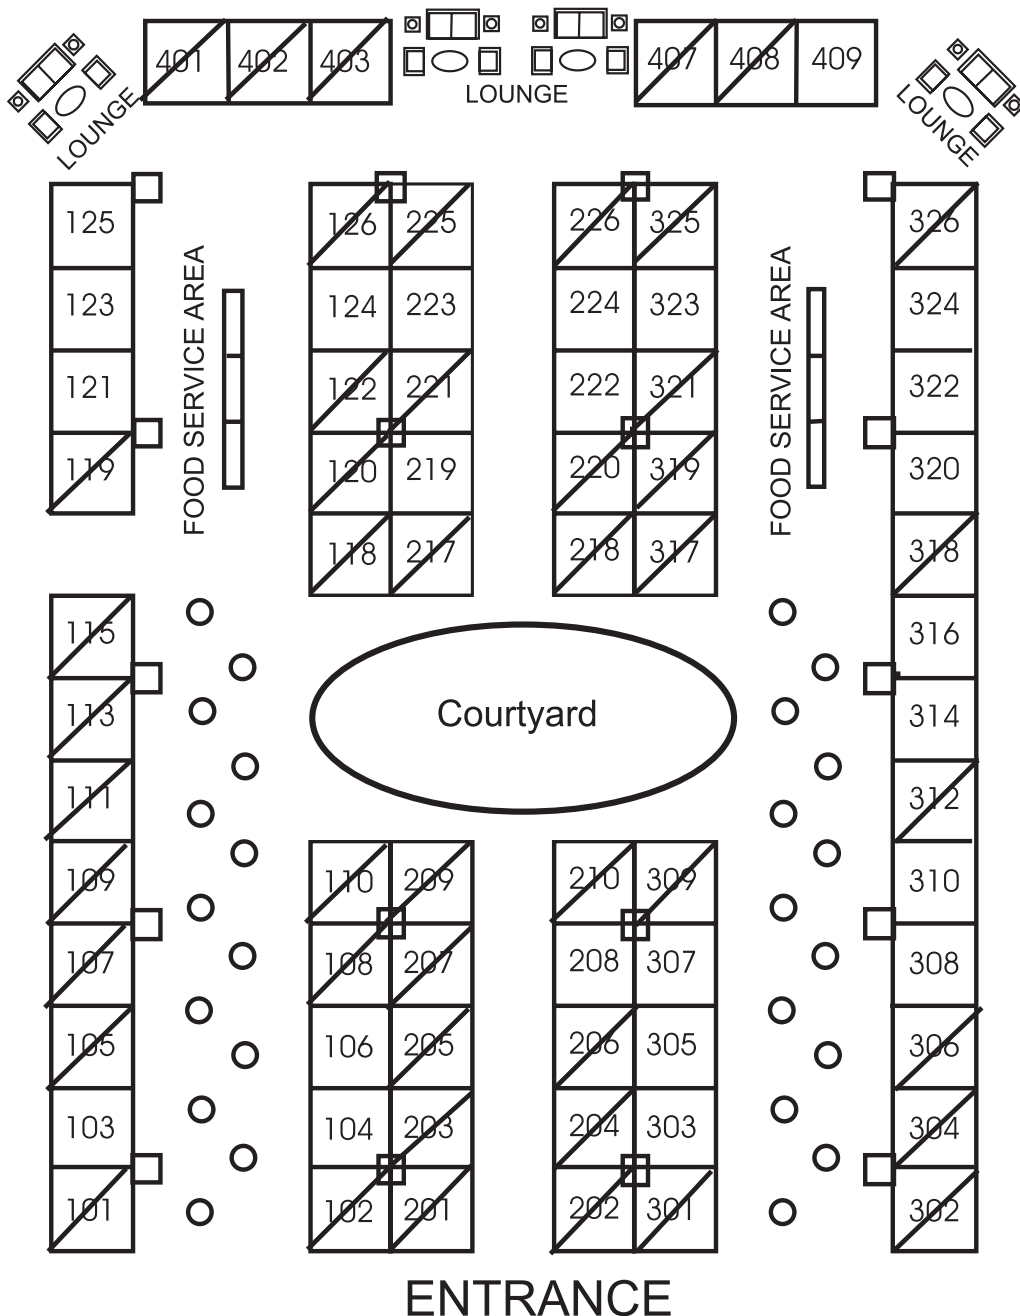 401 402 403 407 408 409
LOUNGE
LOUNGE
LOUNGE
125 126 225 226 325 326
123 124 223 224 323 324
121 122 221 222 321 322
119 120 219 220 319 320
118 217 218 317 318
FOOD SERVICE AREA
FOOD SERVICE AREA
115 316
Courtyard
113 314
111 312
109 110 209 210 309 310
107 108 207 208 307 308
105 106 205 206 305 306
103 104 203 204 303 304
101 102 201 202 301 302
ENTRANCE